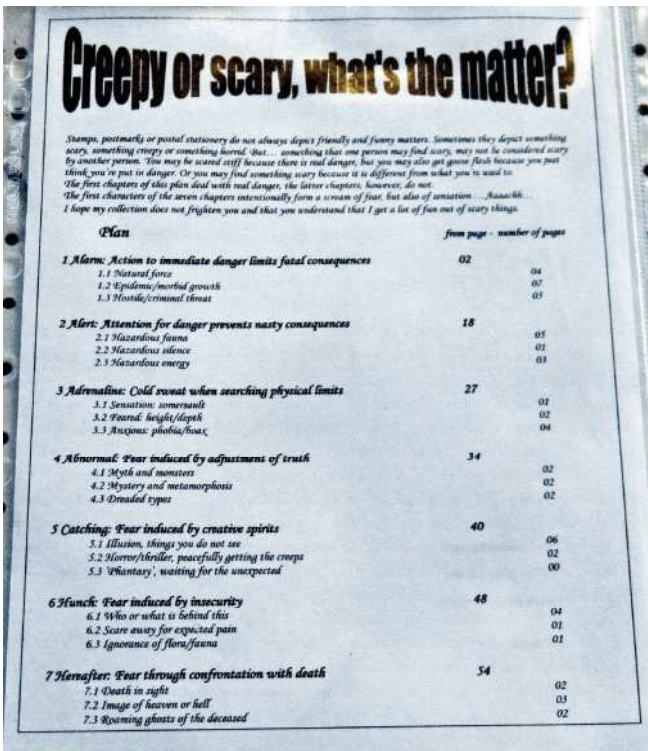 Creepy or scary, what's the matter?
Stamps, postmarks or postal stationery do not always depict friendly and funny matters. Sometimes they depict something
scary, something creepy or something horrid. But… something that one person may find scary, may not be considered scary
by another person. You may be scared stiff because there is real danger, but you may also get goose flesh because you just
think you're put in danger. Or you may find something scary because it is different from what you're used to.
The first chapters of this plan deal with real danger, the latter chapters, however, do not.
The first characters of the seven chapters intentionally form a scream of fear, but also of sensation …Aaaachh…
I hope my collection does not frighten you and that you understand that I get a lot of fun out of scary things.
Plan from page - number of pages
1 Alarm: Action to immediate danger limits fatal consequences 02
1.1 Natural force 04
1.2 Epidemic/morbid growth 07
1.3 Hostile/criminal threat 05
2 Alert: Attention for danger prevents nasty consequences 18
2.1 Hazardous fauna 05
2.2 Hazardous silence 01
2.3 Hazardous energy 03
3 Adrenaline: Cold sweat when searching physical limits 27
3.1 Sensation: somersault 01
3.2 Feared: height/depth 02
3.3 Anxious: phobia/hoax 04
4 Abnormal: Fear induced by adjustment of truth 34
4.1 Myth and monsters 02
4.2 Mystery and metamorphosis 02
4.3 Dreaded types 02
5 Catching: Fear induced by creative spirits 40
5.1 Illusion, things you do not see 06
5.2 Horror/thriller, peacefully getting the creeps 02
5.3 'Phantasy', waiting for the unexpected 00
6 Hunch: Fear induced by insecurity 48
6.1 Who or what is behind this 04
6.2 Scare away for expected pain 01
6.3 Ignorance of flora/fauna 01
7 Hereafter: Fear through confrontation with death 54
7.1 Death in sight 02
7.2 Image of heaven or hell 03
7.3 Roaming ghosts of the deceased 02